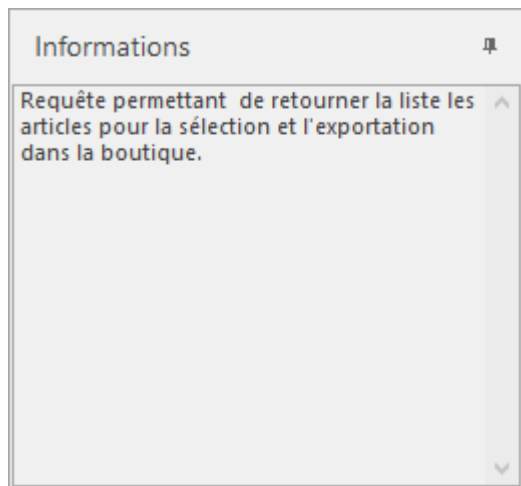 Informations
Requête permettant  de retourner la liste les
articles pour la sélection et l'exportation
dans la boutique.